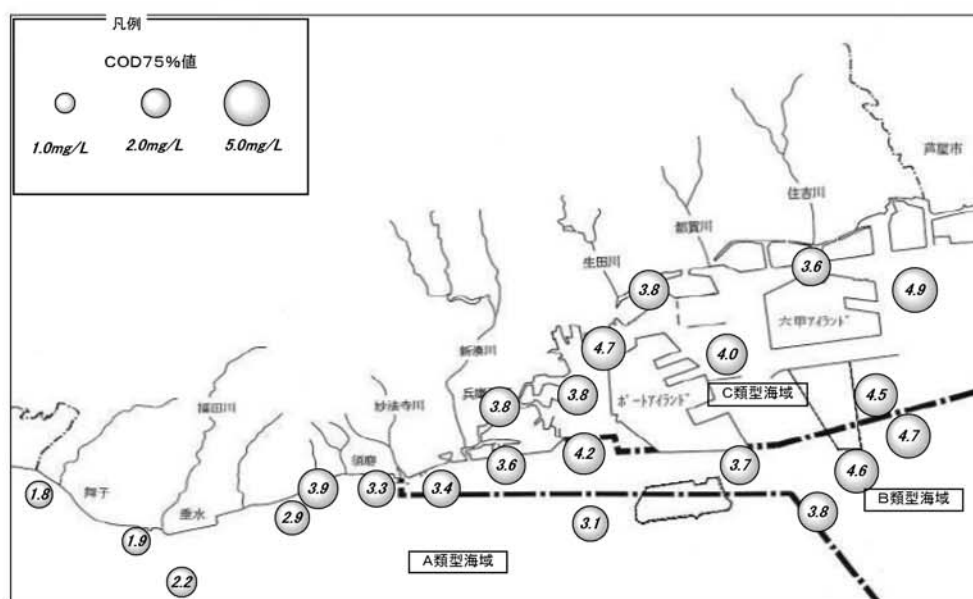 凡例
COD75%値
1.0mg/L 2.0mg/L 5.0mg/L
芦屋市
住吉川
都賀川
生田川
3.6
4.9
3.8
六甲アイランド
4.7
4.0
新湊川
兵庫
3.8
3.8
ポートアイランド
C類型海域
4.5
4.7
福田川
妙法寺川
須磨
3.6
4.2
3.7
4.6
B類型海域
1.8
舞子
垂水
3.9
3.3
3.4
2.9
3.1
3.8
1.9
A類型海域
2.2